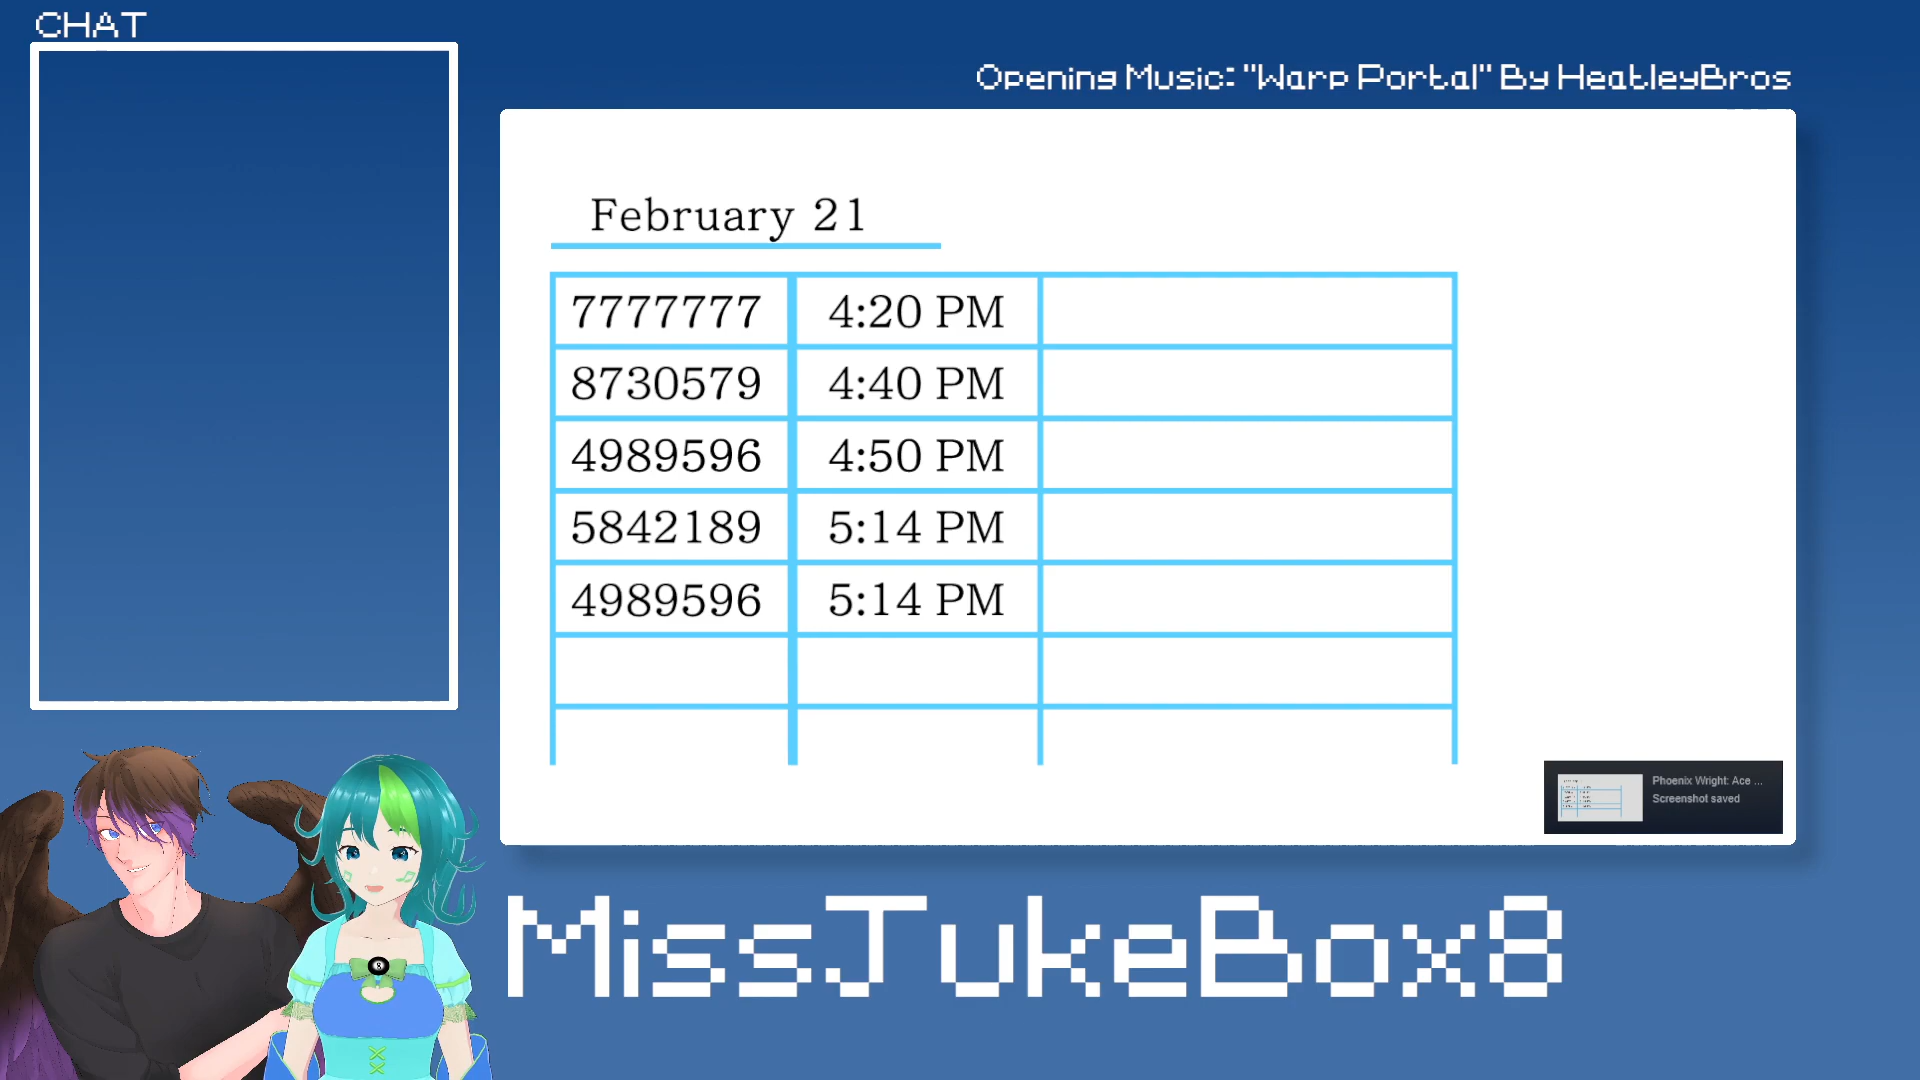 CHAT
Opening Music: "Warp Portal" By HeatleyBros
February 21
7777777 4:20 PM
8730579 4:40 PM
4989596 4:50 PM
5842189 5:14 PM
4989596 5:14 PM
Phoenix Wright: Ace ...
Screenshot saved
8
MissJukeBox8